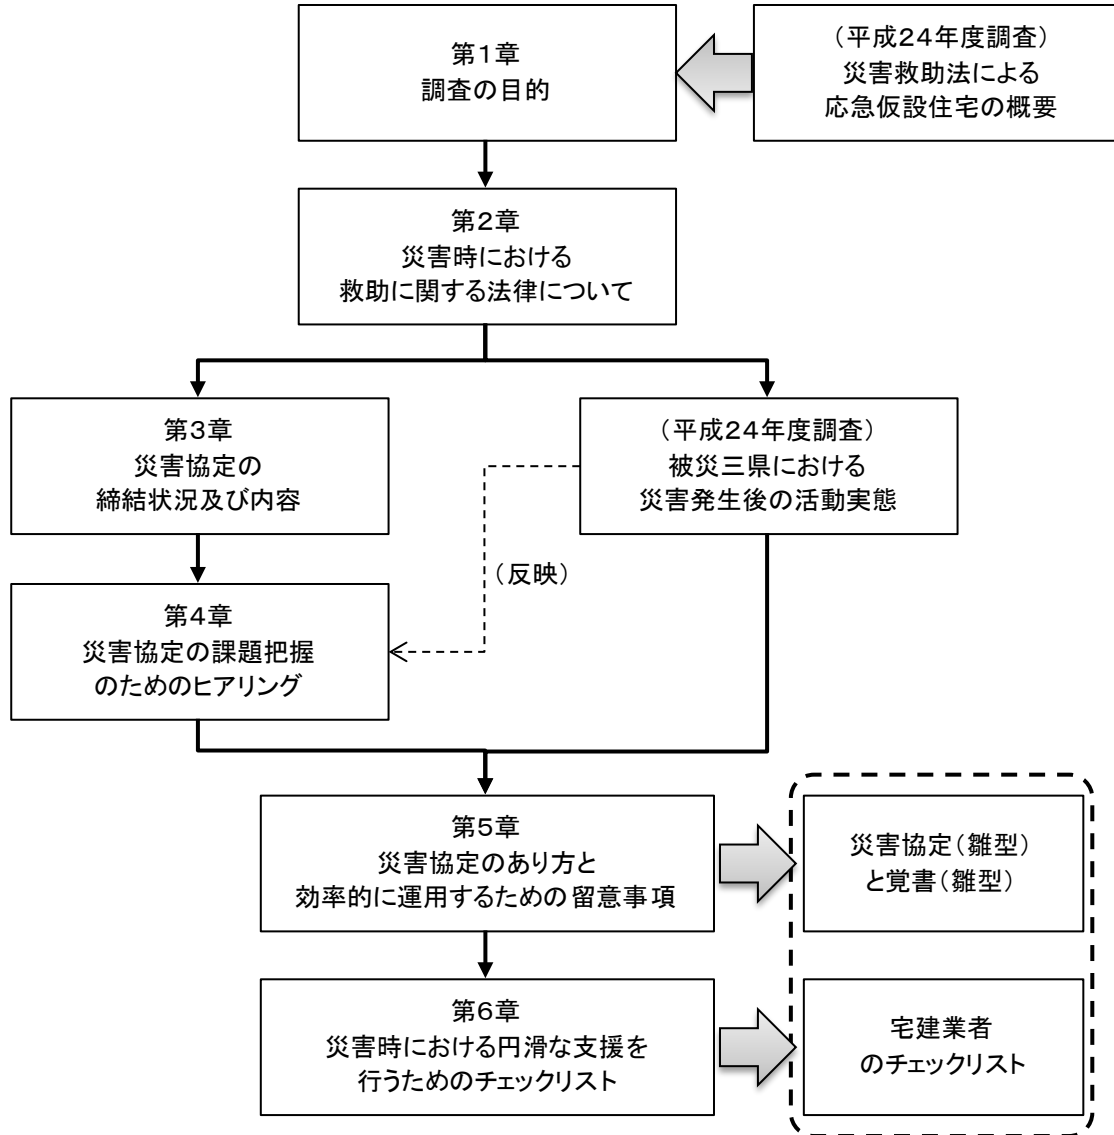 第1章
調査の目的
（平成24年度調査）
災害救助法による
応急仮設住宅の概要
第2章
災害時における
救助に関する法律について
第3章
災害協定の
締結状況及び内容
（平成24年度調査）
被災三県における
災害発生後の活動実態
（反映）
第4章
災害協定の課題把握
のためのヒアリング
第5章
災害協定のあり方と
効率的に運用するための留意事項
災害協定（雛型）
と覚書（雛型）
第6章
災害時における円滑な支援を
行うためのチェックリスト
宅建業者
のチェックリスト